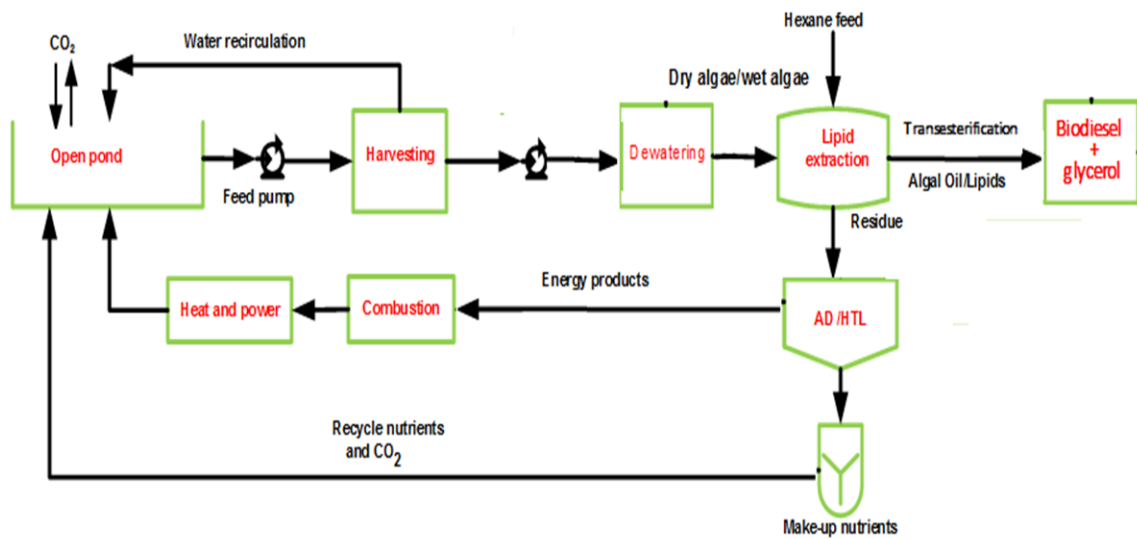 Hexane feed
CO₂
Water recirculation
Dry algae/wet algae
Open pond
Feed pump
Harvesting
Dewatering
Lipid
extraction
Transesterification
Algal Oil/Lipids
Biodiesel
+
glycerol
Residue
Energy products
Heat and power
Combustion
AD /HTL
Recycle nutrients
and CO₂
Make-up nutrients